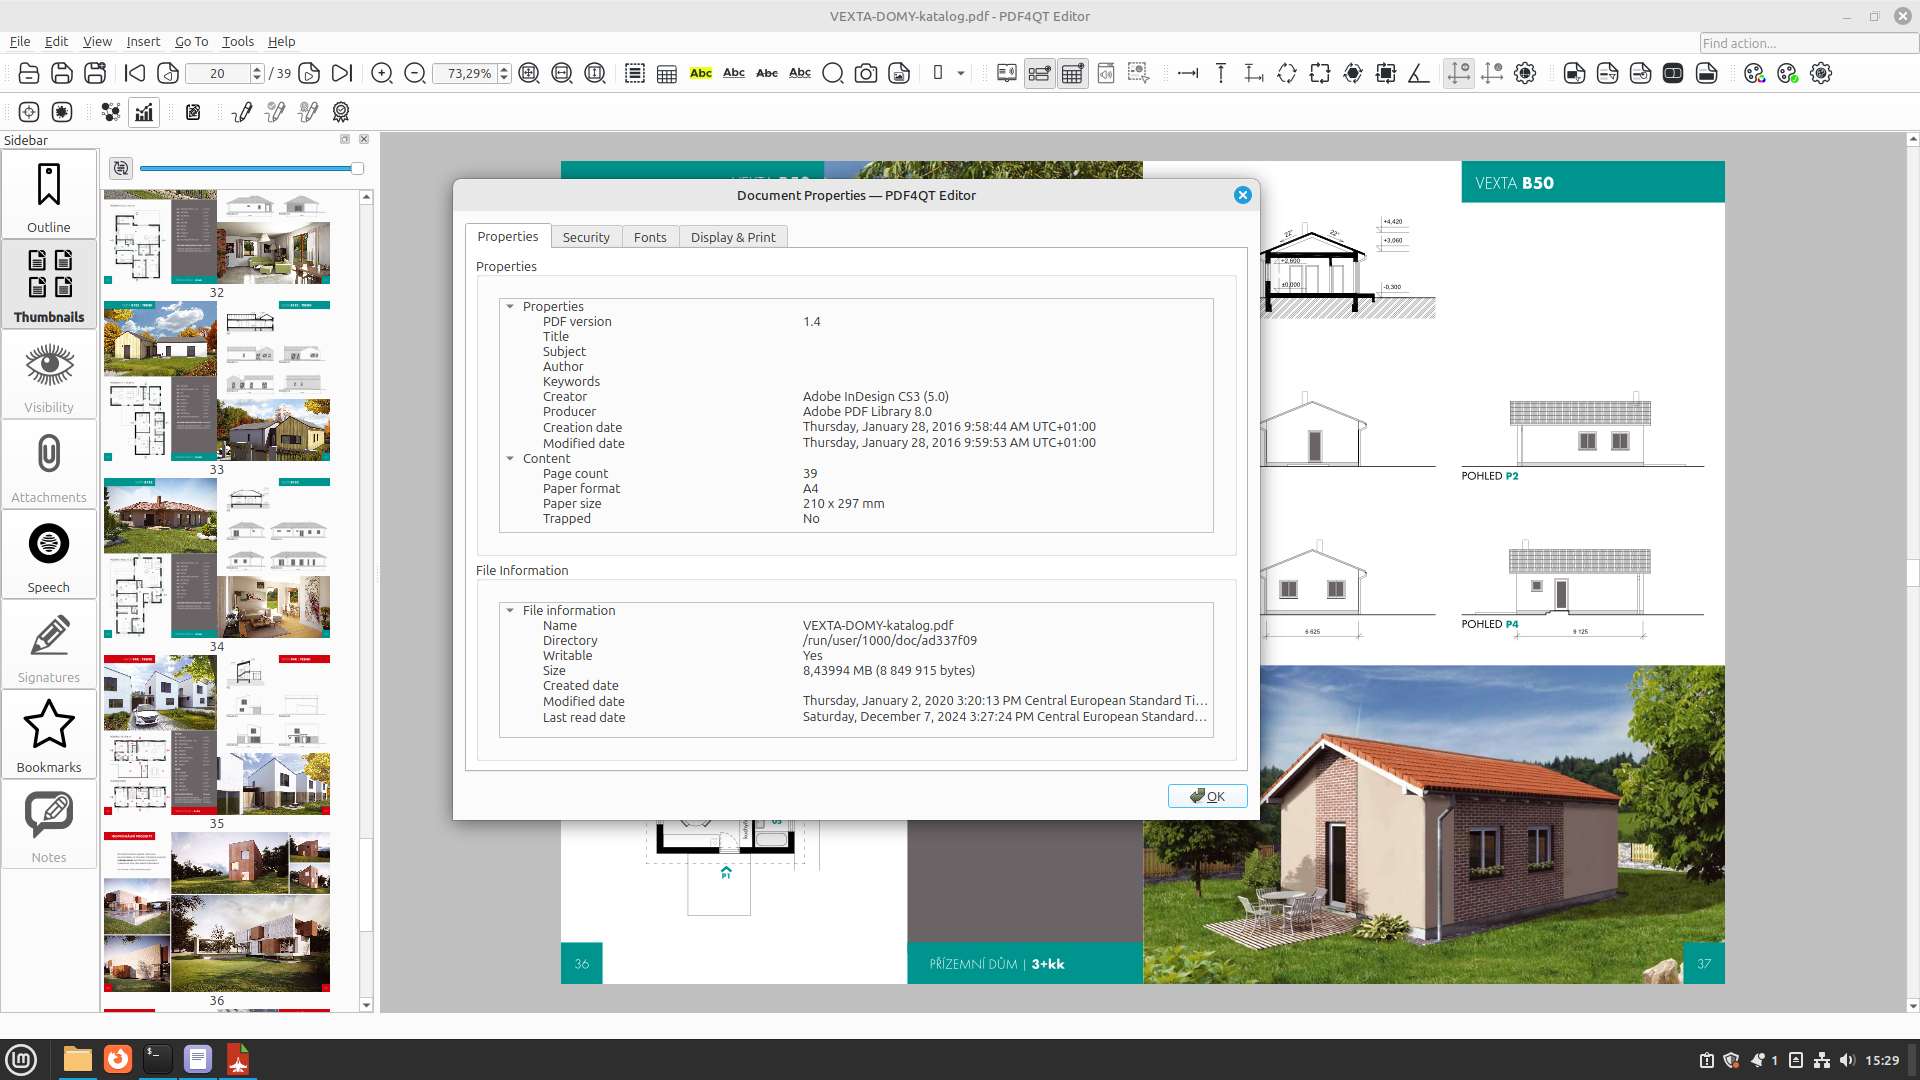 VEXTA-DOMY-katalog.pdf - PDF4QT Editor
File Edit View Insert Go To Tools Help
Find action...
20 / 39 73,29% Abc Abc Abc Abc
Sidebar
Outline
Thumbnails
Visibility
Attachments
Speech
Signatures
Bookmarks
Notes
32
33
34
35
INDIVIDUÁLNÍ PROJEKTY
36
VEXTA B50
Document Properties — PDF4QT Editor
Properties Security Fonts Display & Print
Properties
Properties
PDF version 1.4
Title
Subject
Author
Keywords
Creator Adobe InDesign CS3 (5.0)
Producer Adobe PDF Library 8.0
Creation date Thursday, January 28, 2016 9:58:44 AM UTC+01:00
Modified date Thursday, January 28, 2016 9:59:53 AM UTC+01:00
Content
Page count 39
Paper format A4
Paper size 210 x 297 mm
Trapped No
File Information
File information
Name VEXTA-DOMY-katalog.pdf
Directory /run/user/1000/doc/ad337f09
Writable Yes
Size 8,43994 MB (8 849 915 bytes)
Created date
Modified date Thursday, January 2, 2020 3:20:13 PM Central European Standard Ti...
Last read date Saturday, December 7, 2024 3:27:24 PM Central European Standard...
OK
22° 22°
+4,420
+3,060
+2,600
±0,000
-0,300
POHLED P2
POHLED P4
6 625
9 125
kuchyň
03
P1
36
PŘÍZEMNÍ DŮM | 3+kk
37
1 15:29